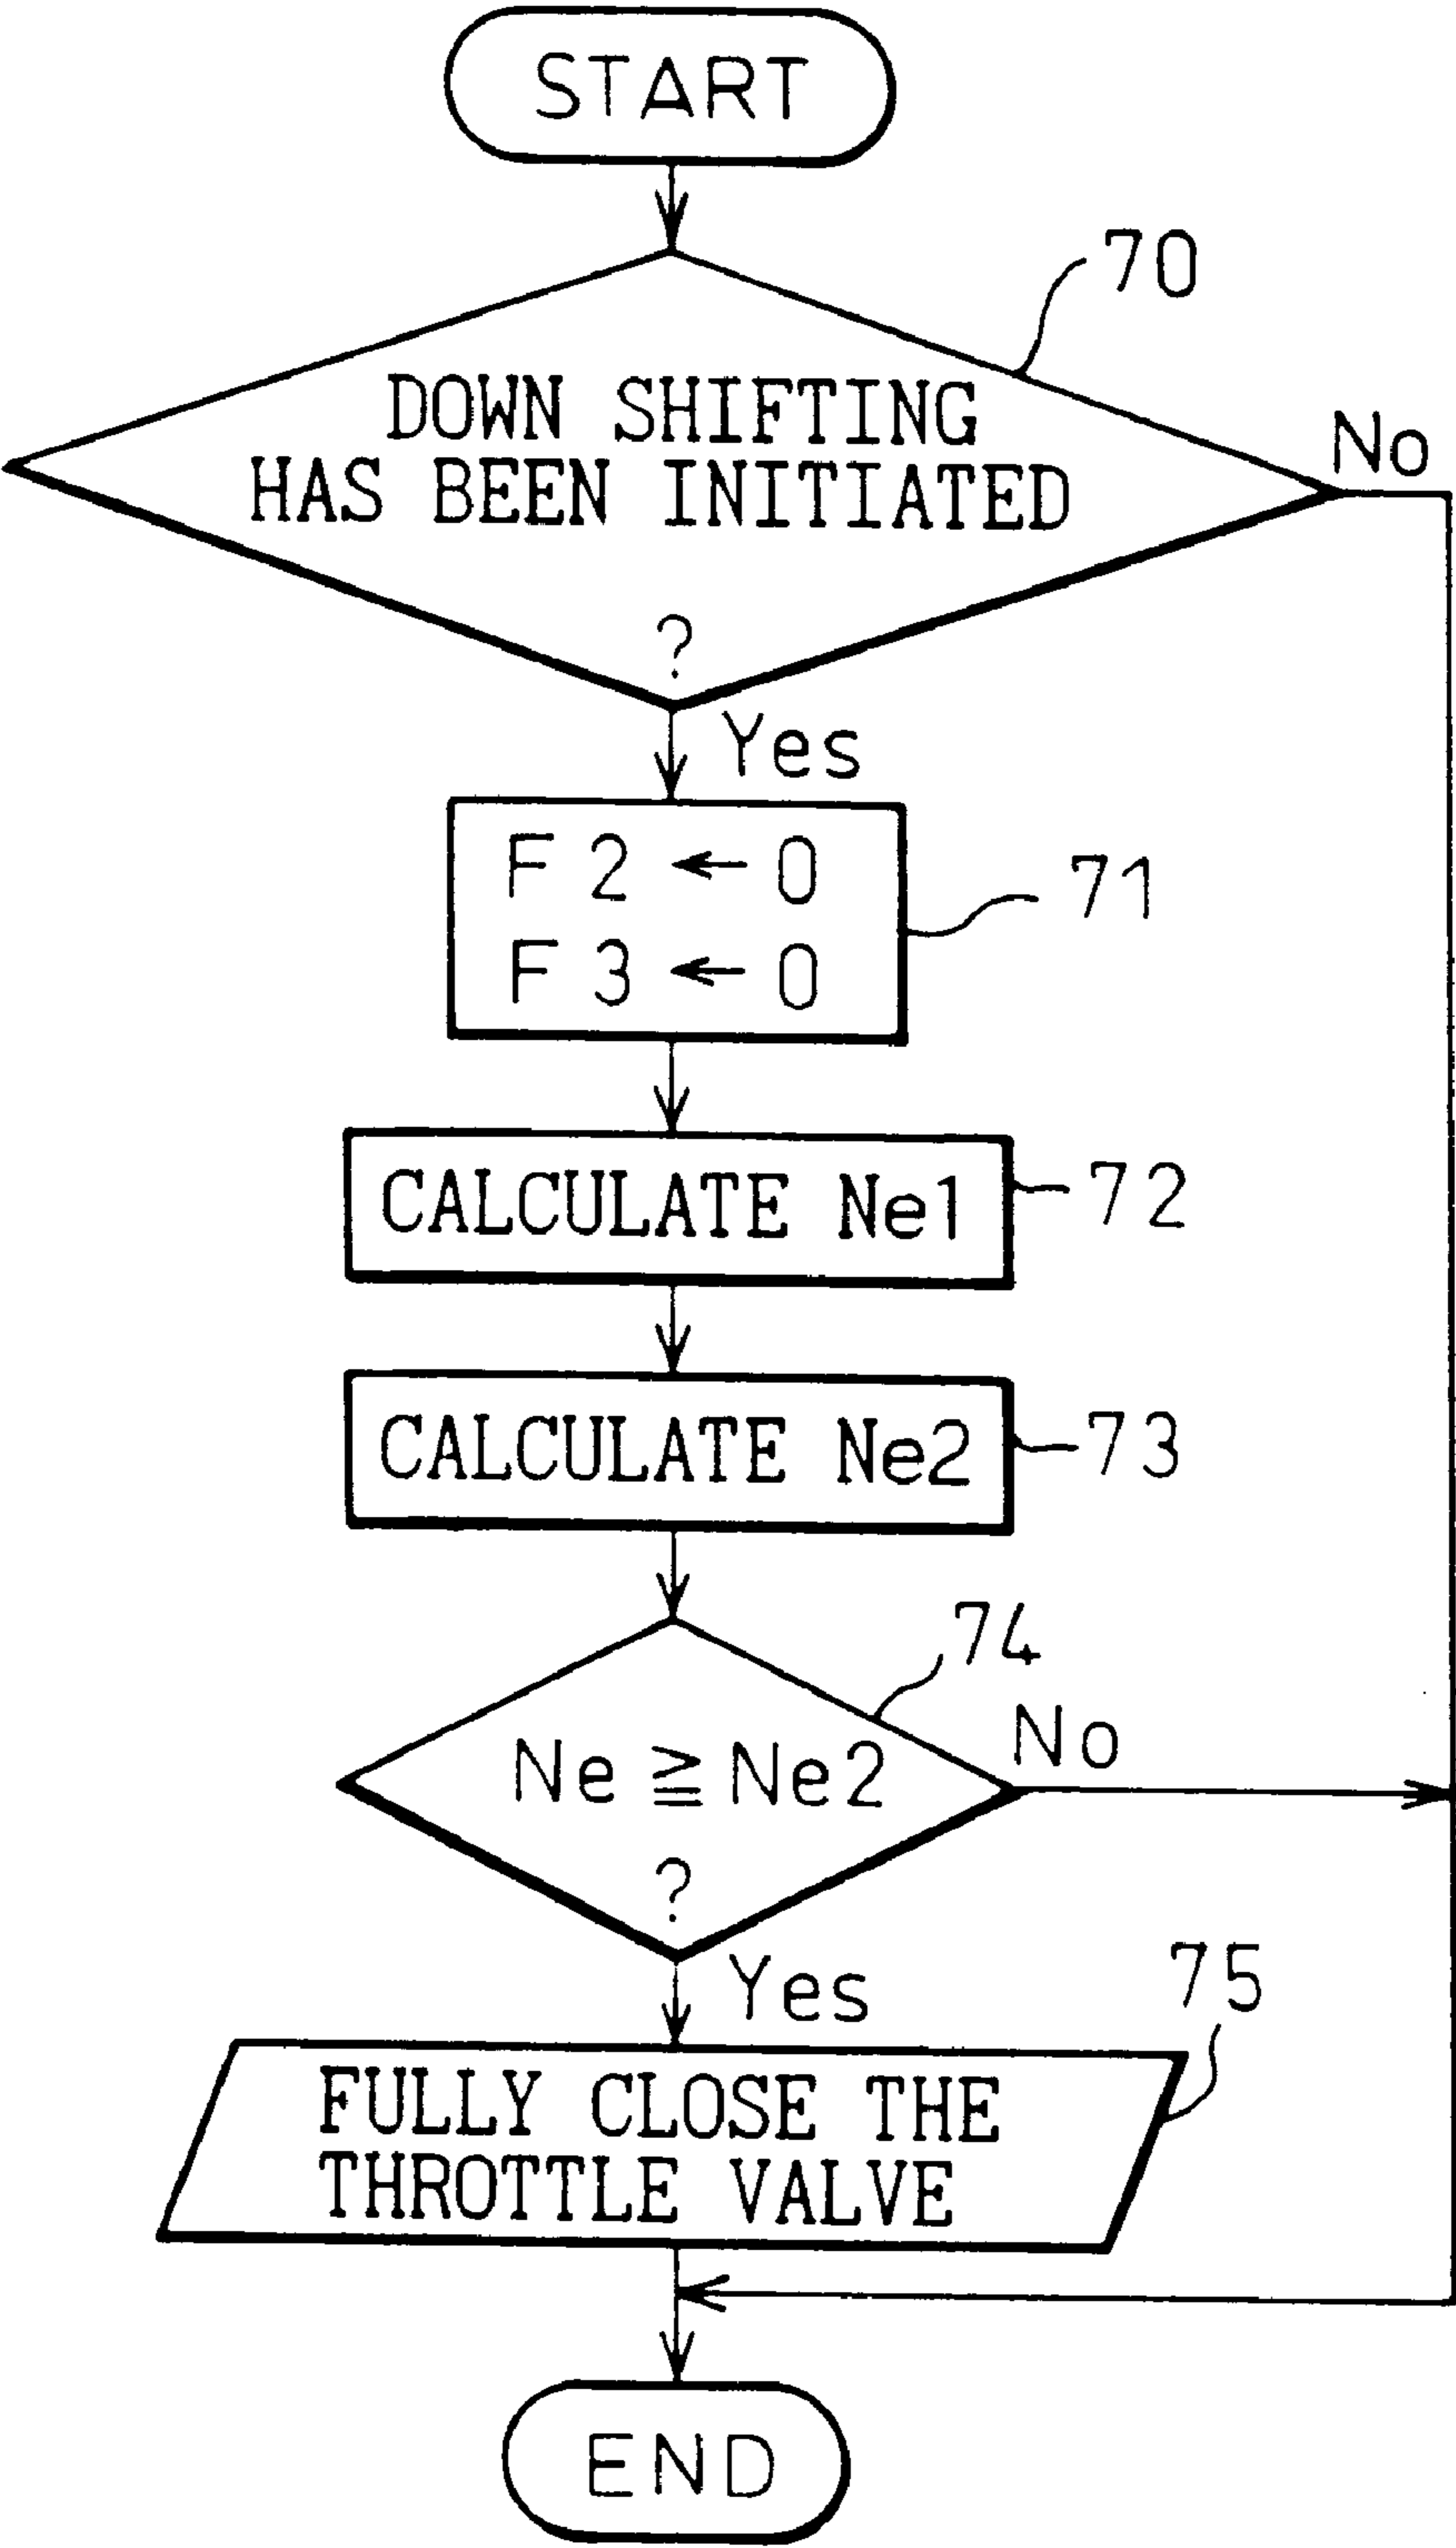 START
70
DOWN SHIFTING
HAS BEEN INITIATED
?
No
Yes
F2 ← 0
F3 ← 0
71
CALCULATE Ne1
72
CALCULATE Ne2
73
74
Ne ≧ Ne2
?
No
Yes
75
FULLY CLOSE THE
THROTTLE VALVE
END